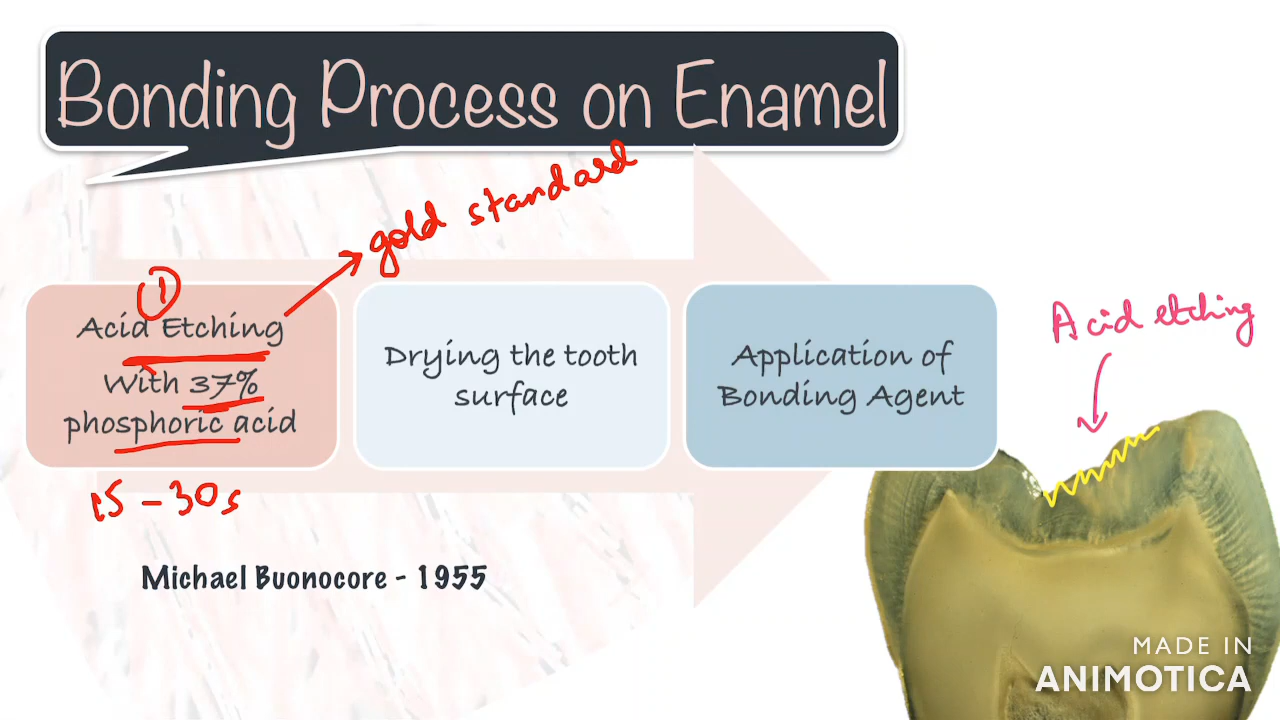 Bonding Process on Enamel
gold standard
1
Acid Etching
With 37%
phosphoric acid
15 - 30s
Drying the tooth
surface
Application of
Bonding Agent
Acid etching
Michael Buonocore - 1955
MADE IN
ANIMOTICA